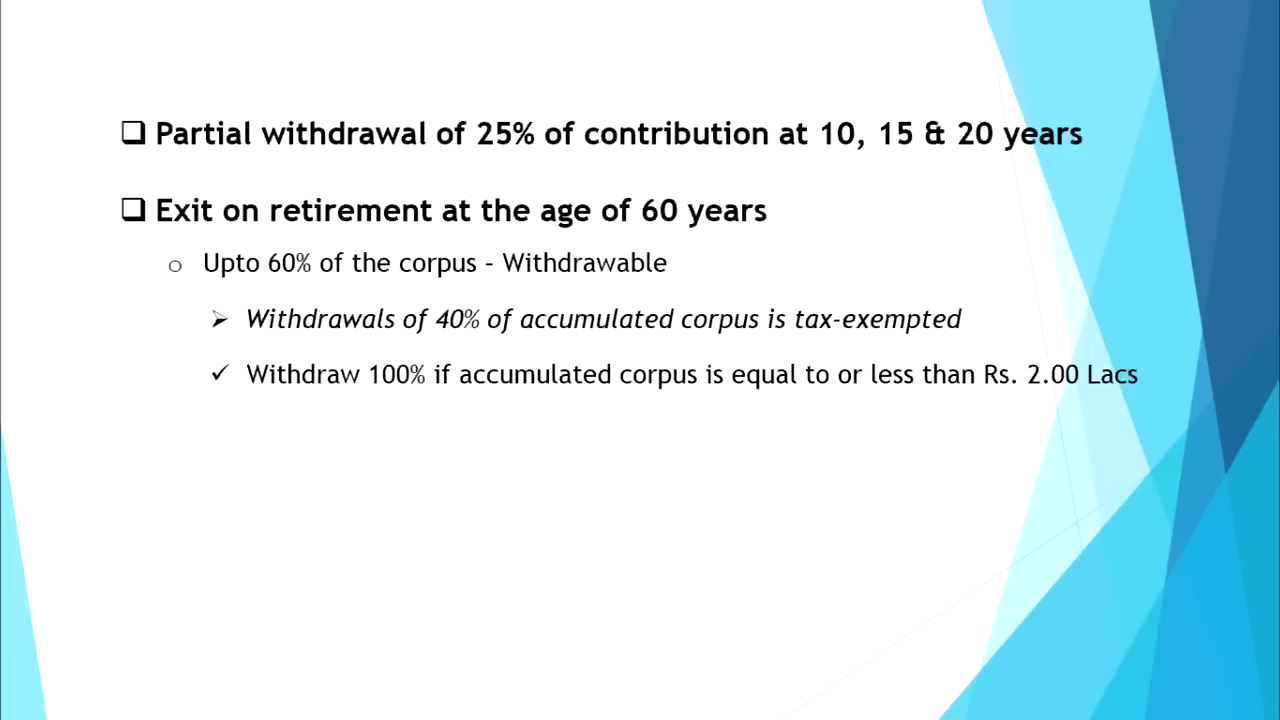 ❑ Partial withdrawal of 25% of contribution at 10, 15 & 20 years
❑ Exit on retirement at the age of 60 years
o Upto 60% of the corpus – Withdrawable
➢ Withdrawals of 40% of accumulated corpus is tax-exempted
✓ Withdraw 100% if accumulated corpus is equal to or less than Rs. 2.00 Lacs